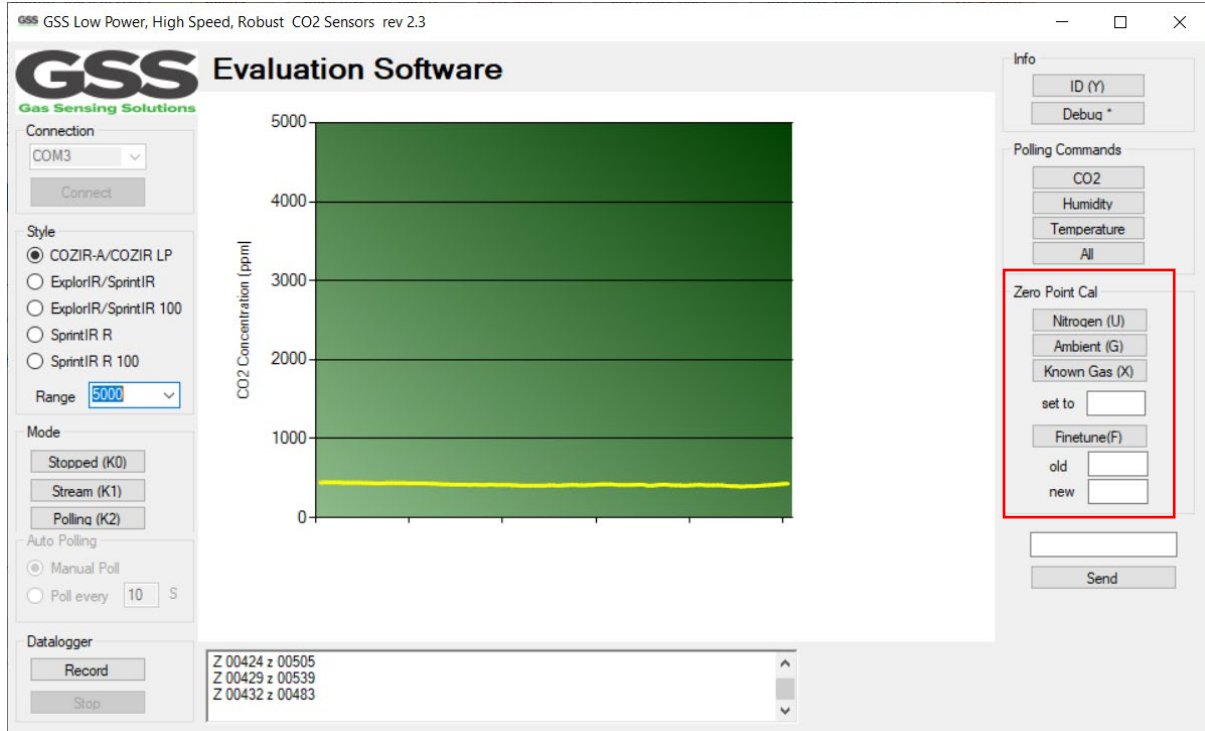 GSS GSS Low Power, High Speed, Robust CO2 Sensors rev 2.3
GSS
Gas Sensing Solutions
Evaluation Software
Connection
COM3
Connect
Style
COZIR-A/COZIR LP
ExplorIR/SprintIR
ExplorIR/SprintIR 100
SprintIR R
SprintIR R 100
Range 5000
Mode
Stopped (K0)
Stream (K1)
Polling (K2)
Auto Polling
Manual Poll
Poll every 10 S
Datalogger
Record
Stop
CO2 Concentration (ppm)
5000
4000
3000
2000
1000
0
Z 00424 z 00505
Z 00429 z 00539
Z 00432 z 00483
Info
ID (Y)
Debug *
Polling Commands
CO2
Humidity
Temperature
All
Zero Point Cal
Nitrogen (U)
Ambient (G)
Known Gas (X)
set to
Finetune(F)
old
new
Send